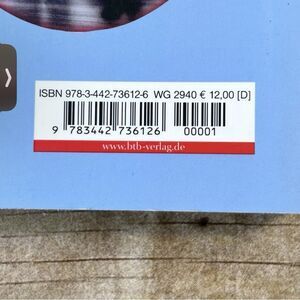 ISBN 978-3-442-73612-6 WG 2940 € 12,00 [D]
9 783442 736126 00001
www.btb-verlag.de